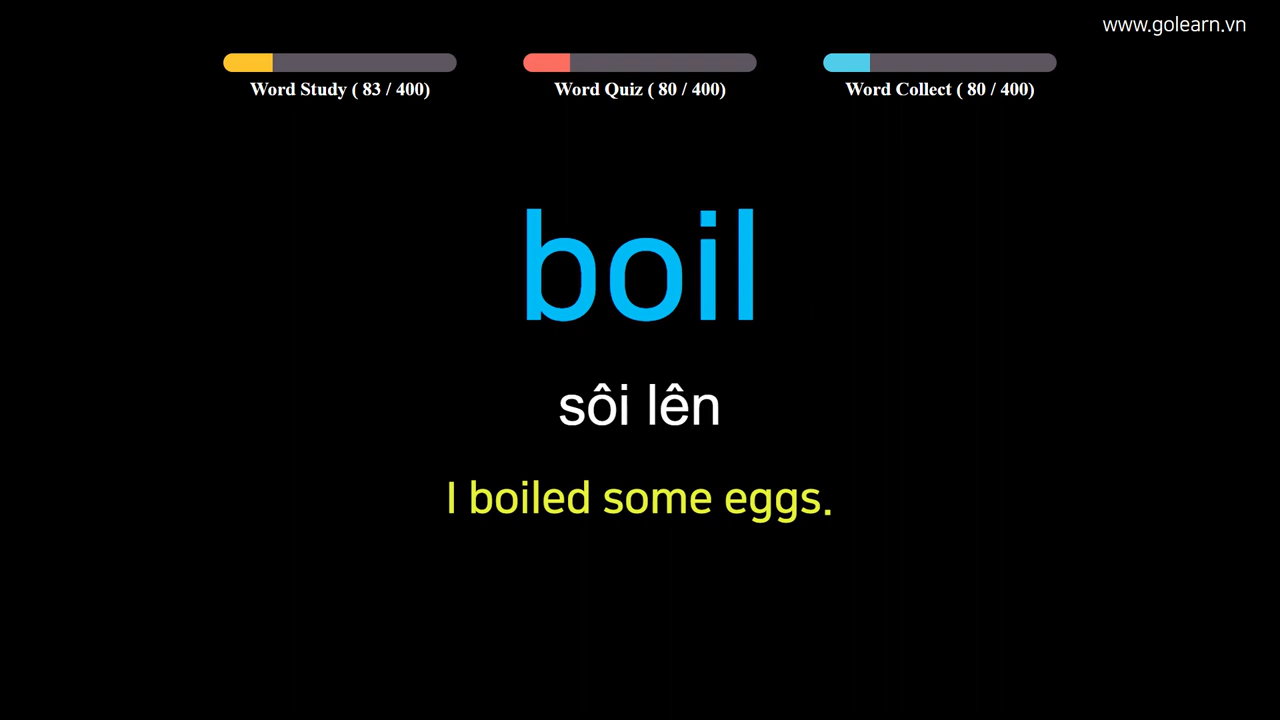 www.golearn.vn
Word Study ( 83 / 400)
Word Quiz ( 80 / 400)
Word Collect ( 80 / 400)
boil
sôi lên
I boiled some eggs.